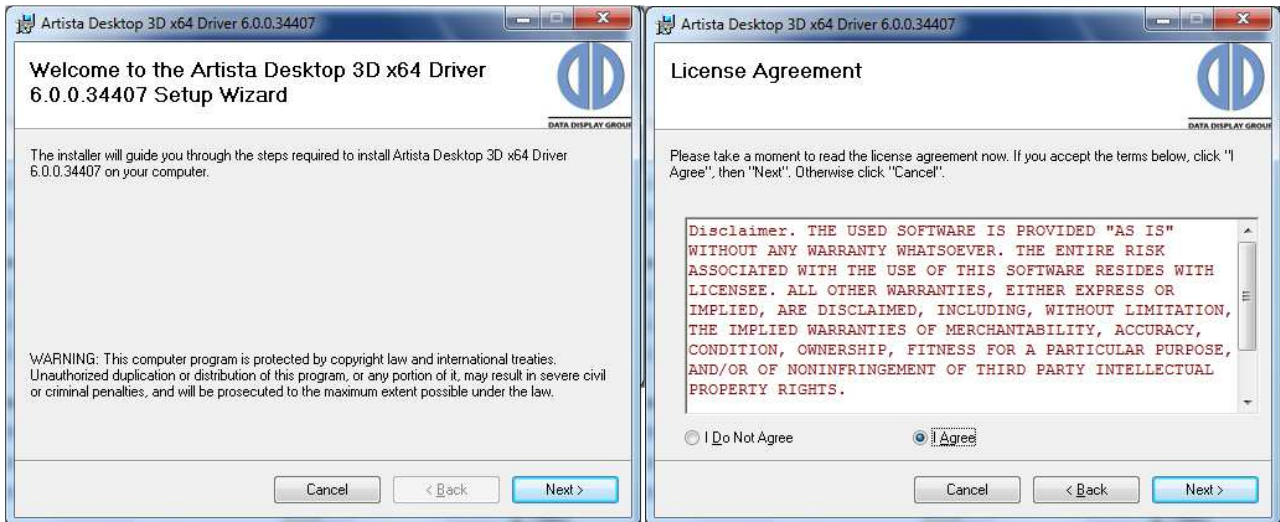 Artista Desktop 3D x64 Driver 6.0.0.34407
Welcome to the Artista Desktop 3D x64 Driver
6.0.0.34407 Setup Wizard
DATA DISPLAY GROUP
The installer will guide you through the steps required to install Artista Desktop 3D x64 Driver
6.0.0.34407 on your computer.
WARNING: This computer program is protected by copyright law and international treaties.
Unauthorized duplication or distribution of this program, or any portion of it, may result in severe civil
or criminal penalties, and will be prosecuted to the maximum extent possible under the law.
Cancel
< Back
Next >
Artista Desktop 3D x64 Driver 6.0.0.34407
License Agreement
DATA DISPLAY GROUP
Please take a moment to read the license agreement now. If you accept the terms below, click "I
Agree", then "Next". Otherwise click "Cancel".
Disclaimer. THE USED SOFTWARE IS PROVIDED "AS IS"
WITHOUT ANY WARRANTY WHATSOEVER. THE ENTIRE RISK
ASSOCIATED WITH THE USE OF THIS SOFTWARE RESIDES WITH
LICENSEE. ALL OTHER WARRANTIES, EITHER EXPRESS OR
IMPLIED, ARE DISCLAIMED, INCLUDING, WITHOUT LIMITATION,
THE IMPLIED WARRANTIES OF MERCHANTABILITY, ACCURACY,
CONDITION, OWNERSHIP, FITNESS FOR A PARTICULAR PURPOSE,
AND/OR OF NONINFRINGEMENT OF THIRD PARTY INTELLECTUAL
PROPERTY RIGHTS.
I Do Not Agree
I Agree
Cancel
< Back
Next >